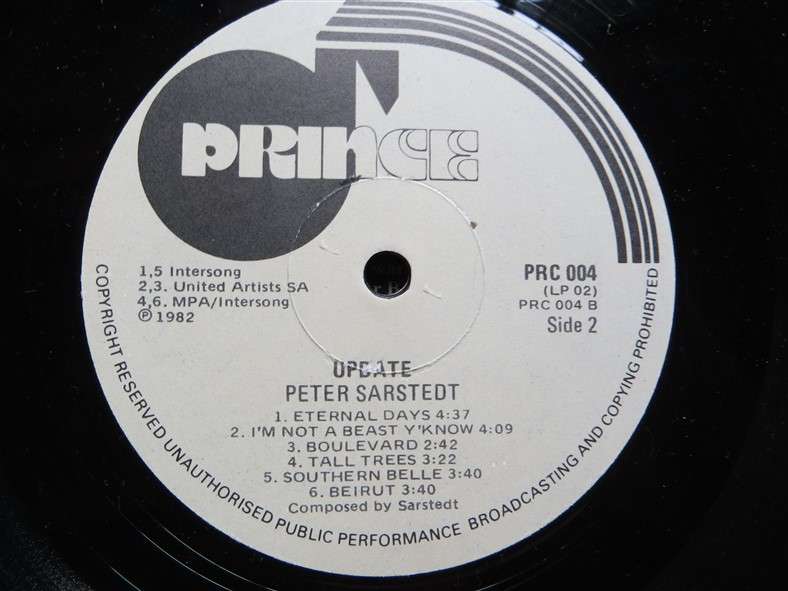 PRINCE
1,5 Intersong
2,3. United Artists SA
4,6. MPA/Intersong
℗ 1982
PRC 004
(LP 02)
PRC 004 B
Side 2
UPDATE
PETER SARSTEDT
1. ETERNAL DAYS 4:37
2. I'M NOT A BEAST Y'KNOW 4:09
3. BOULEVARD 2:42
4. TALL TREES 3:22
5. SOUTHERN BELLE 3:40
6. BEIRUT 3:40
Composed by Sarstedt
COPYRIGHT RESERVED UNAUTHORISED PUBLIC PERFORMANCE BROADCASTING AND COPYING PROHIBITED